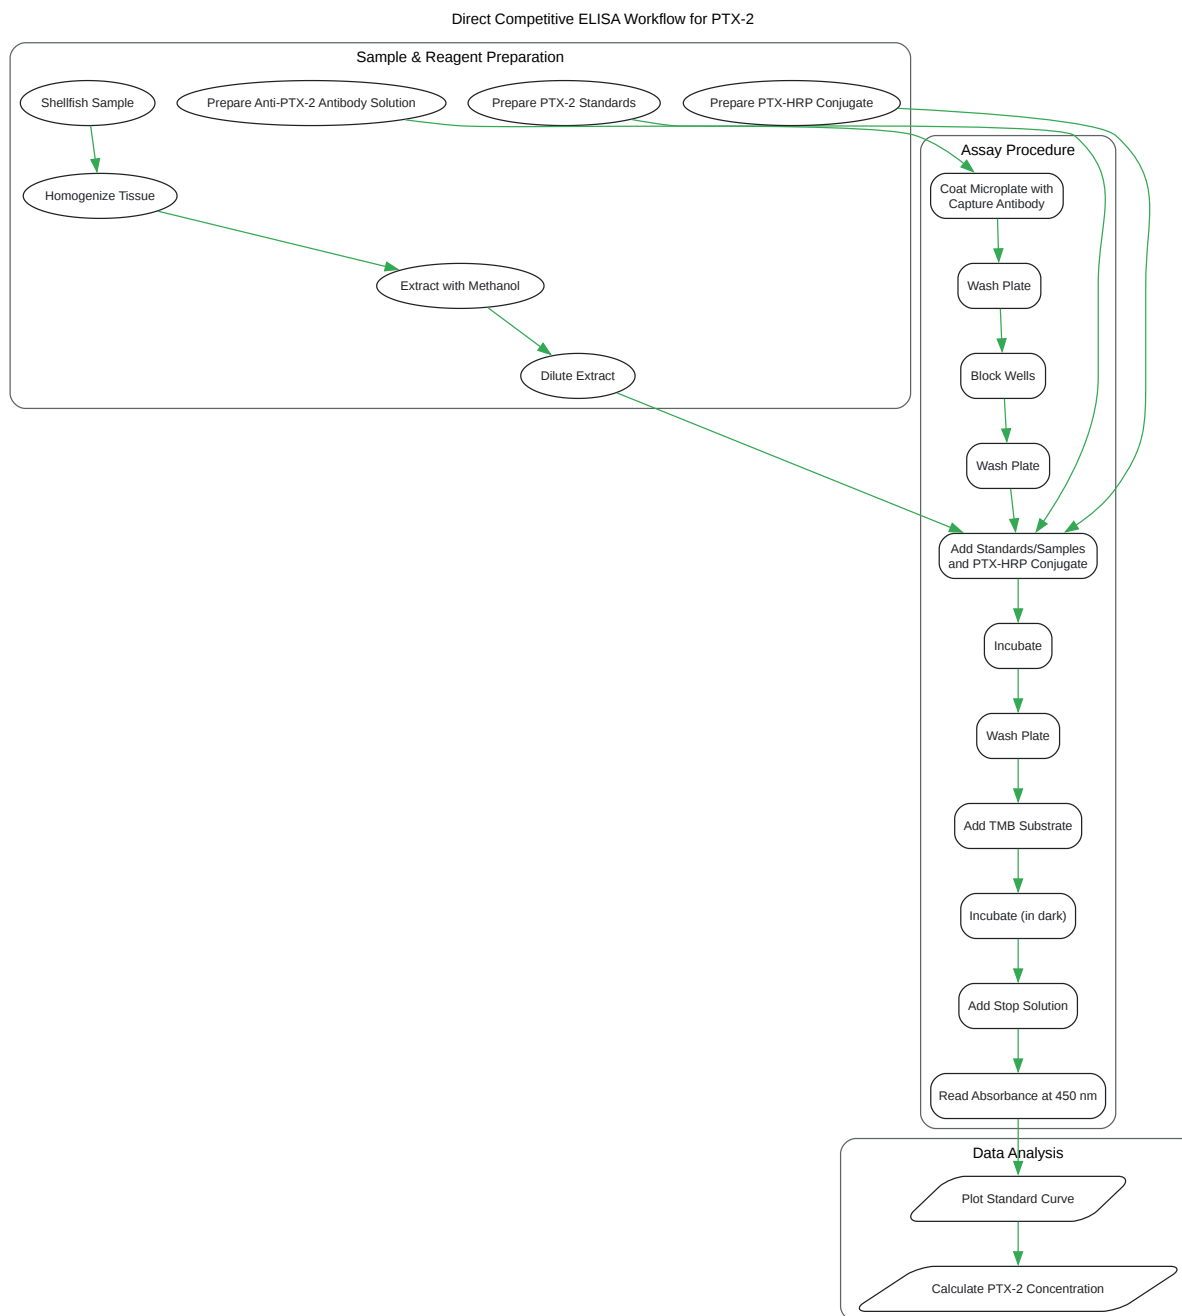 Direct Competitive ELISA Workflow for PTX-2
Sample & Reagent Preparation
Shellfish Sample
Prepare Anti-PTX-2 Antibody Solution
Prepare PTX-2 Standards
Prepare PTX-HRP Conjugate
Homogenize Tissue
Extract with Methanol
Dilute Extract
Assay Procedure
Coat Microplate with
Capture Antibody
Wash Plate
Block Wells
Wash Plate
Add Standards/Samples
and PTX-HRP Conjugate
Incubate
Wash Plate
Add TMB Substrate
Incubate (in dark)
Add Stop Solution
Read Absorbance at 450 nm
Data Analysis
Plot Standard Curve
Calculate PTX-2 Concentration